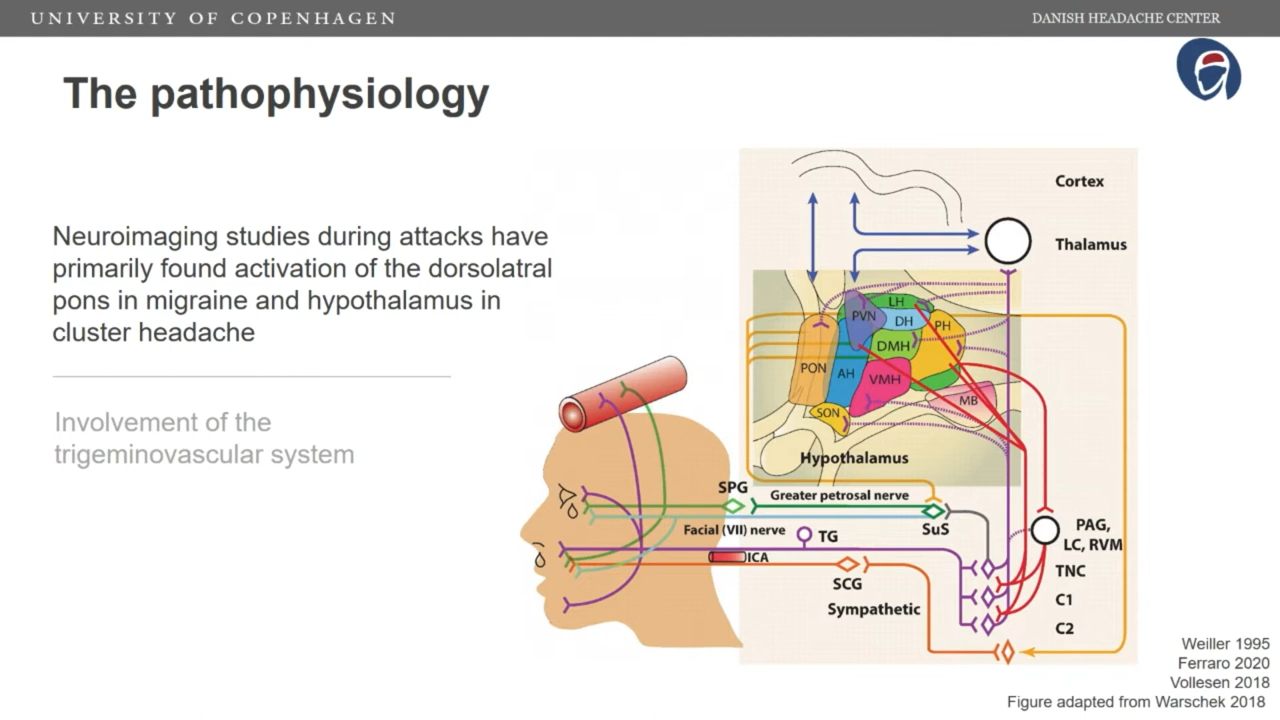 UNIVERSITY OF COPENHAGEN
DANISH HEADACHE CENTER
The pathophysiology
Neuroimaging studies during attacks have
primarily found activation of the dorsolatral
pons in migraine and hypothalamus in
cluster headache
Involvement of the
trigeminovascular system
Cortex
Thalamus
LH
PVN
DH
PH
DMH
PON
AH
VMH
MB
SON
Hypothalamus
SPG
Greater petrosal nerve
SuS
Facial (VII) nerve
TG
PAG,
LC, RVM
ICA
TNC
SCG
C1
Sympathetic
C2
Weiller 1995
Ferraro 2020
Vollesen 2018
Figure adapted from Warschek 2018